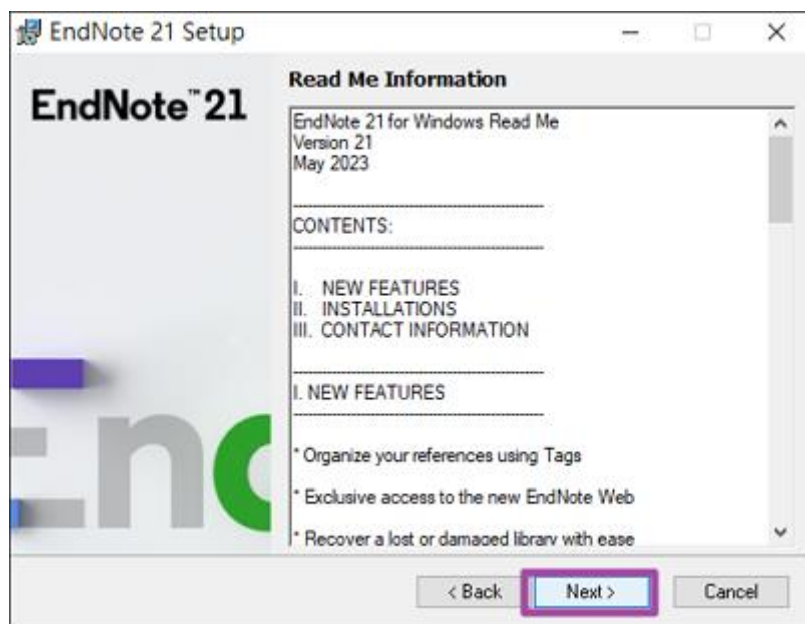 EndNote 21 Setup
EndNote™ 21
Read Me Information
EndNote 21 for Windows Read Me
Version 21
May 2023
------------------------------------------------------------
CONTENTS:
------------------------------------------------------------
I. NEW FEATURES
II. INSTALLATIONS
III. CONTACT INFORMATION
------------------------------------------------------------
I. NEW FEATURES
------------------------------------------------------------
* Organize your references using Tags
* Exclusive access to the new EndNote Web
* Recover a lost or damaged library with ease
< Back
Next >
Cancel